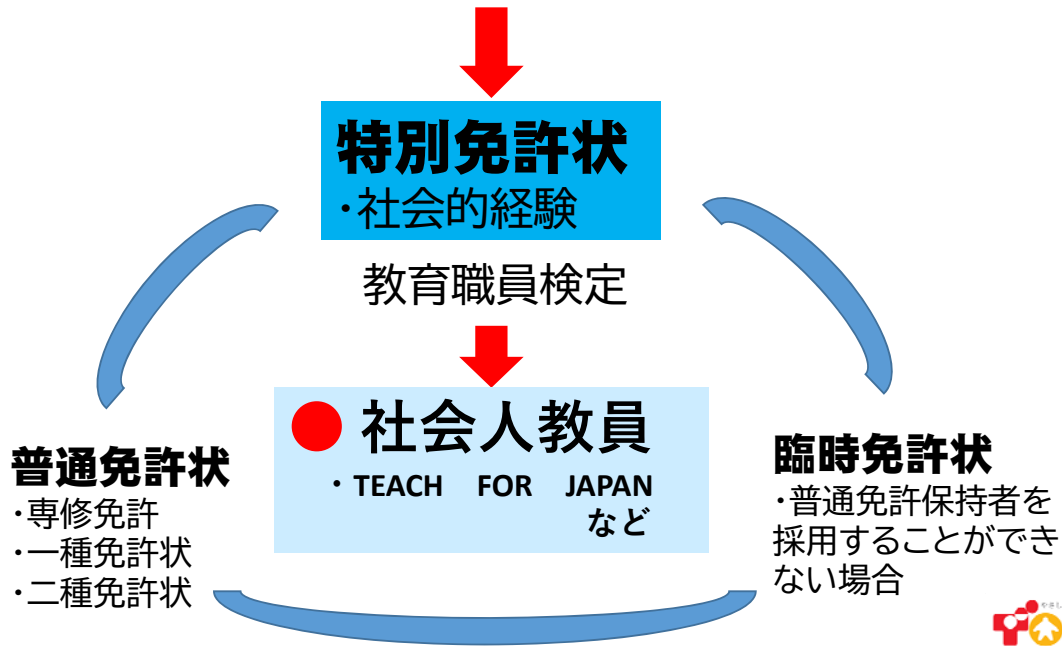 特別免許状
・社会的経験
教育職員検定
● 社会人教員
・TEACH FOR JAPAN
など
普通免許状
・専修免許
・一種免許状
・二種免許状
臨時免許状
・普通免許保持者を
採用することができ
ない場合
やさし